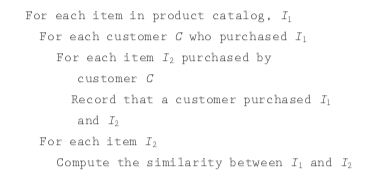 For each item in product catalog, I₁
For each customer C who purchased I₁
For each item I₂ purchased by
customer C
Record that a customer purchased I₁
and I₂
For each item I₂
Compute the similarity between I₁ and I₂